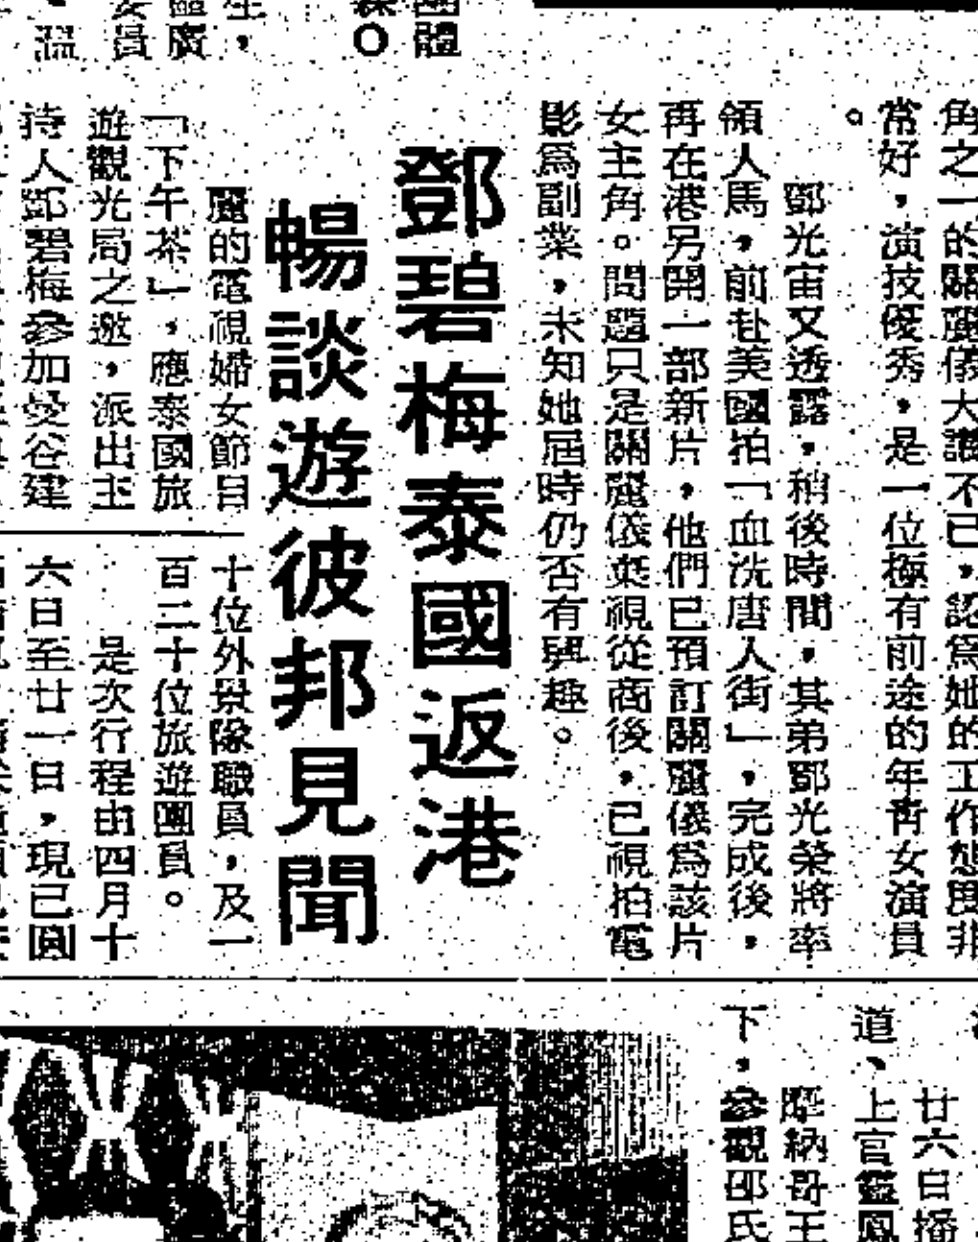 角之一的關麗儀大讚不已，認為她的工作態度非
常好，演技優秀，是一位極有前途的年青女演員
。
鄧光宙又透露，稍後時間，其弟鄧光榮將率
領人馬，前赴美國拍「血洗唐人街」，完成後，
再在港另開一部新片，他們已預訂關麗儀為該片
女主角。問題只是關麗儀棄視從商後，已視拍電
影為副業，未知她屆時仍否有興趣。
鄧碧梅泰國返港
暢談遊彼邦見聞
麗的電視婦女節目
「下午茶」，應泰國旅
遊觀光局之邀，派出主
持人鄧碧梅參加曼谷建
十位外景隊職員，及一
百二十位旅遊團員。
是次行程由四月十
六日至廿一日，現已圓
廿六日播
道、上官靈鳳
摩納哥王
下，參觀邵氏
團體